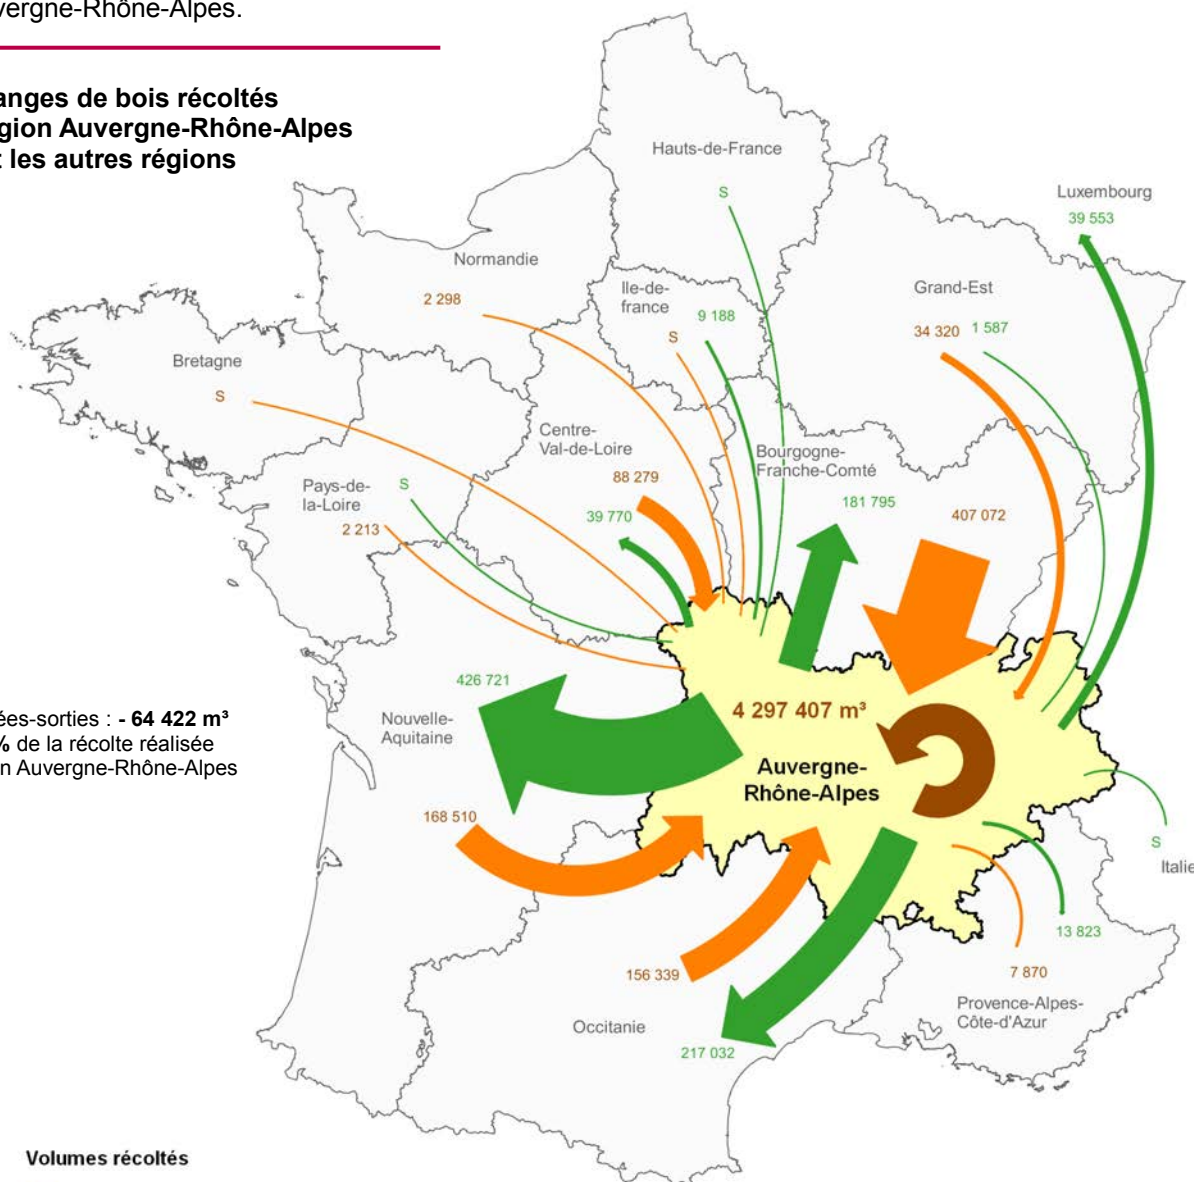 vergne-Rhône-Alpes.
anges de bois récoltés
gion Auvergne-Rhône-Alpes
t les autres régions
Hauts-de-France
S
Luxembourg
39 553
Normandie
2 298
Ile-de-
france
S
9 188
Grand-Est
34 320
1 587
Bretagne
S
Centre-
Val-de-Loire
88 279
39 770
Bourgogne-
Franche-Comté
181 795
407 072
Pays-de-
la-Loire
S
2 213
426 721
Nouvelle-
Aquitaine
168 510
ées-sorties : - 64 422 m³
% de la récolte réalisée
n Auvergne-Rhône-Alpes
4 297 407 m³
Auvergne-
Rhône-Alpes
S
Italie
13 823
7 870
Provence-Alpes-
Côte-d'Azur
156 339
Occitanie
217 032
Volumes récoltés